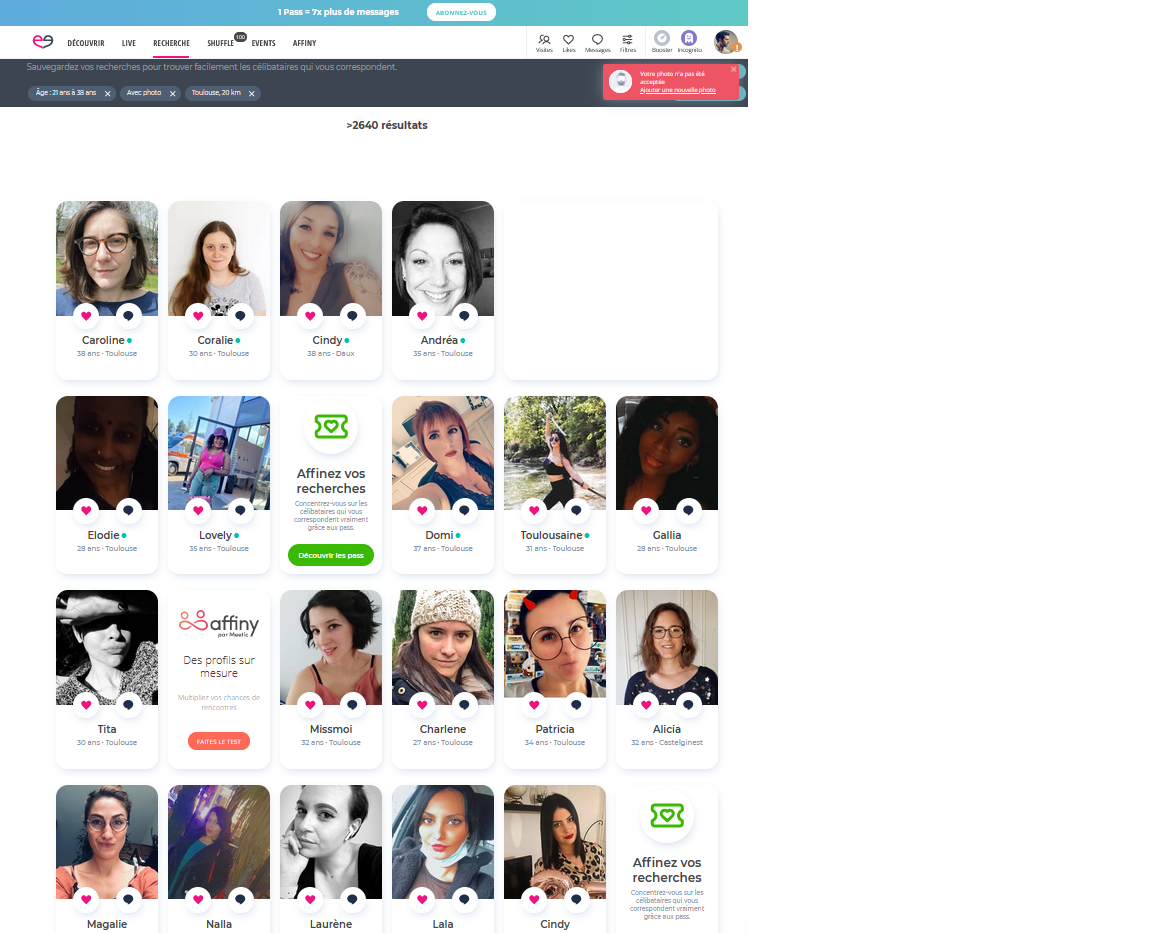 1 Pass = 7x plus de messages
ABONNEZ-VOUS
DÉCOUVRIR
LIVE
RECHERCHE
SHUFFLE
100
EVENTS
AFFINY
Visites
Likes
Messages
Filtres
Booster
Incognito
Sauvegardez vos recherches pour trouver facilement les célibataires qui vous correspondent.
Votre photo n'a pas été
acceptée
Ajouter une nouvelle photo
Âge : 21 ans à 38 ans
Avec photo
Toulouse, 20 km
>2640 résultats
Caroline
38 ans • Toulouse
Coralie
30 ans • Toulouse
Cindy
38 ans • Daux
Andréa
35 ans • Toulouse
Elodie
28 ans • Toulouse
Lovely
35 ans • Toulouse
Affinez vos
recherches
Concentrez-vous sur les
célibataires qui vous
correspondent vraiment
grâce aux pass.
Découvrir les pass
Domi
37 ans • Toulouse
Toulousaine
31 ans • Toulouse
Gallia
28 ans • Toulouse
Tita
30 ans • Toulouse
affiny
par Meetic
Des profils sur
mesure
Multipliez vos chances de
rencontres
FAITES LE TEST
Missmoi
32 ans • Toulouse
Charlene
27 ans • Toulouse
Patricia
34 ans • Toulouse
Alicia
32 ans • Castelginest
Magalie
Nalla
Laurène
Lala
Cindy
Affinez vos
recherches
Concentrez-vous sur les
célibataires qui vous
correspondent vraiment
grâce aux pass.